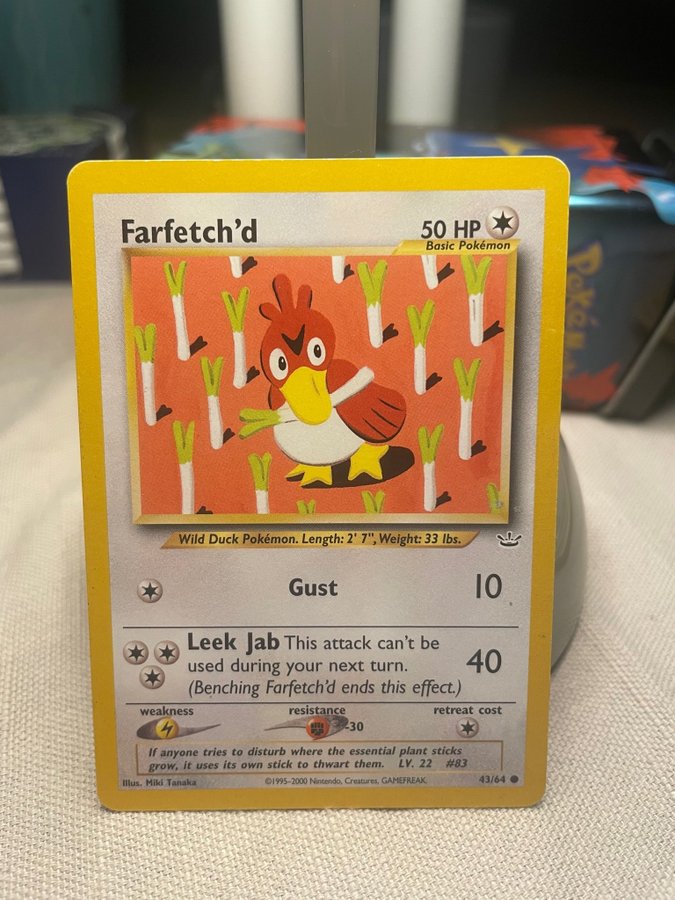 Farfetch'd
50 HP
Basic Pokémon
Wild Duck Pokémon. Length: 2' 7", Weight: 33 lbs.
Gust 10
Leek Jab This attack can't be
used during your next turn.
(Benching Farfetch'd ends this effect.)
40
weakness
resistance
-30
retreat cost
If anyone tries to disturb where the essential plant sticks
grow, it uses its own stick to thwart them. LV. 22 #83
Illus. Miki Tanaka
©1995-2000 Nintendo, Creatures, GAMEFREAK.
43/64
Pokém